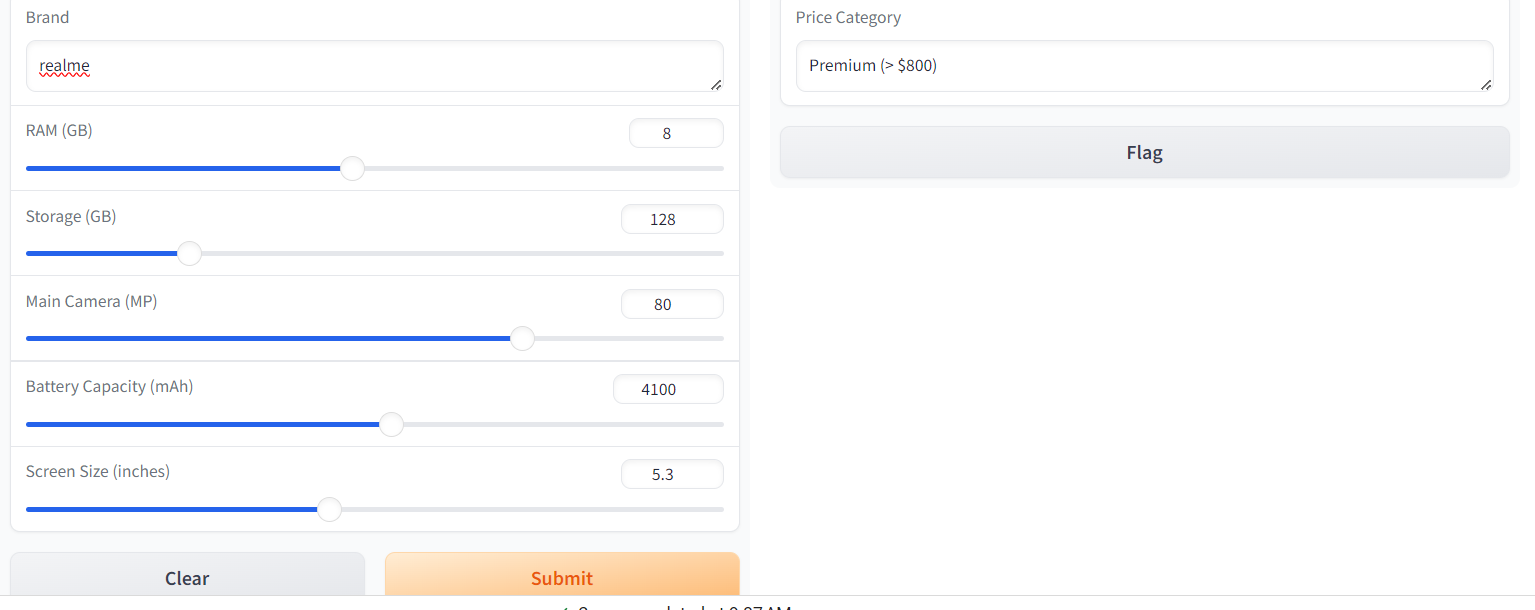 Brand
realme
RAM (GB)
8
Storage (GB)
128
Main Camera (MP)
80
Battery Capacity (mAh)
4100
Screen Size (inches)
5.3
Clear
Submit
Price Category
Premium (> $800)
Flag